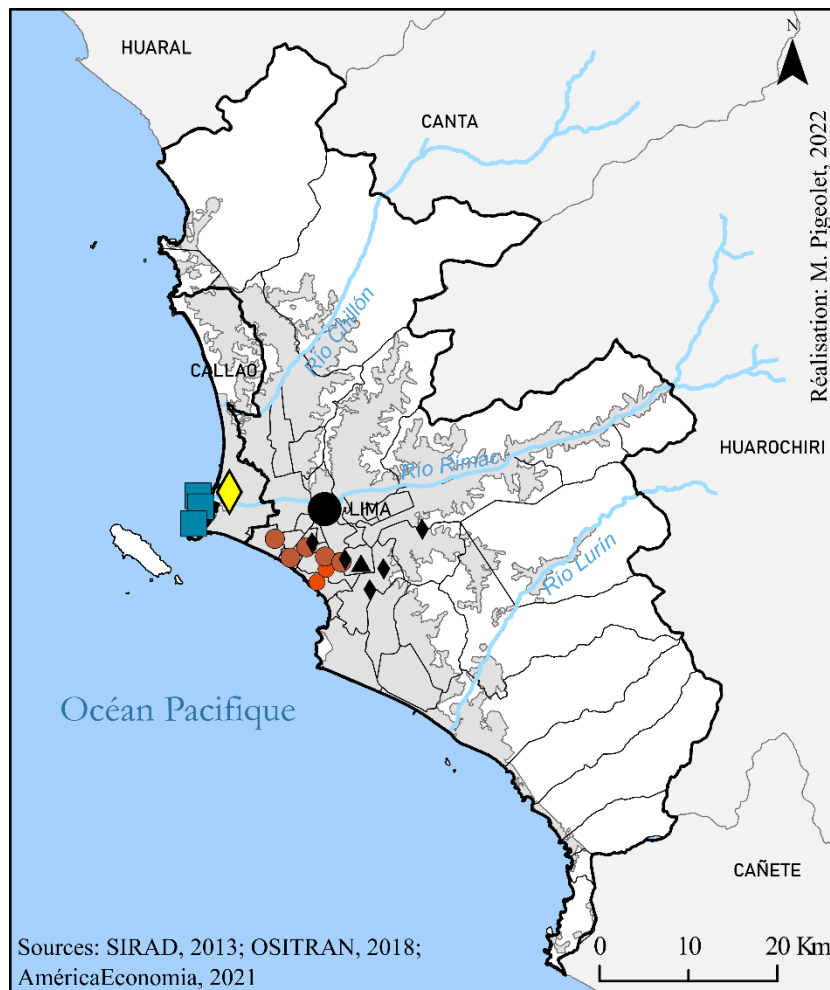 HUARAL
N
CANTA
Réalisation: M. Pigeolet, 2022
Río Chillón
CALLAO
HUAROCHIRI
Río Rímac
LIMA
Río Lurín
Océan Pacifique
CAÑETE
Sources: SIRAD, 2013; OSITRAN, 2018;
AméricaEconomia, 2021
0 10 20 Km